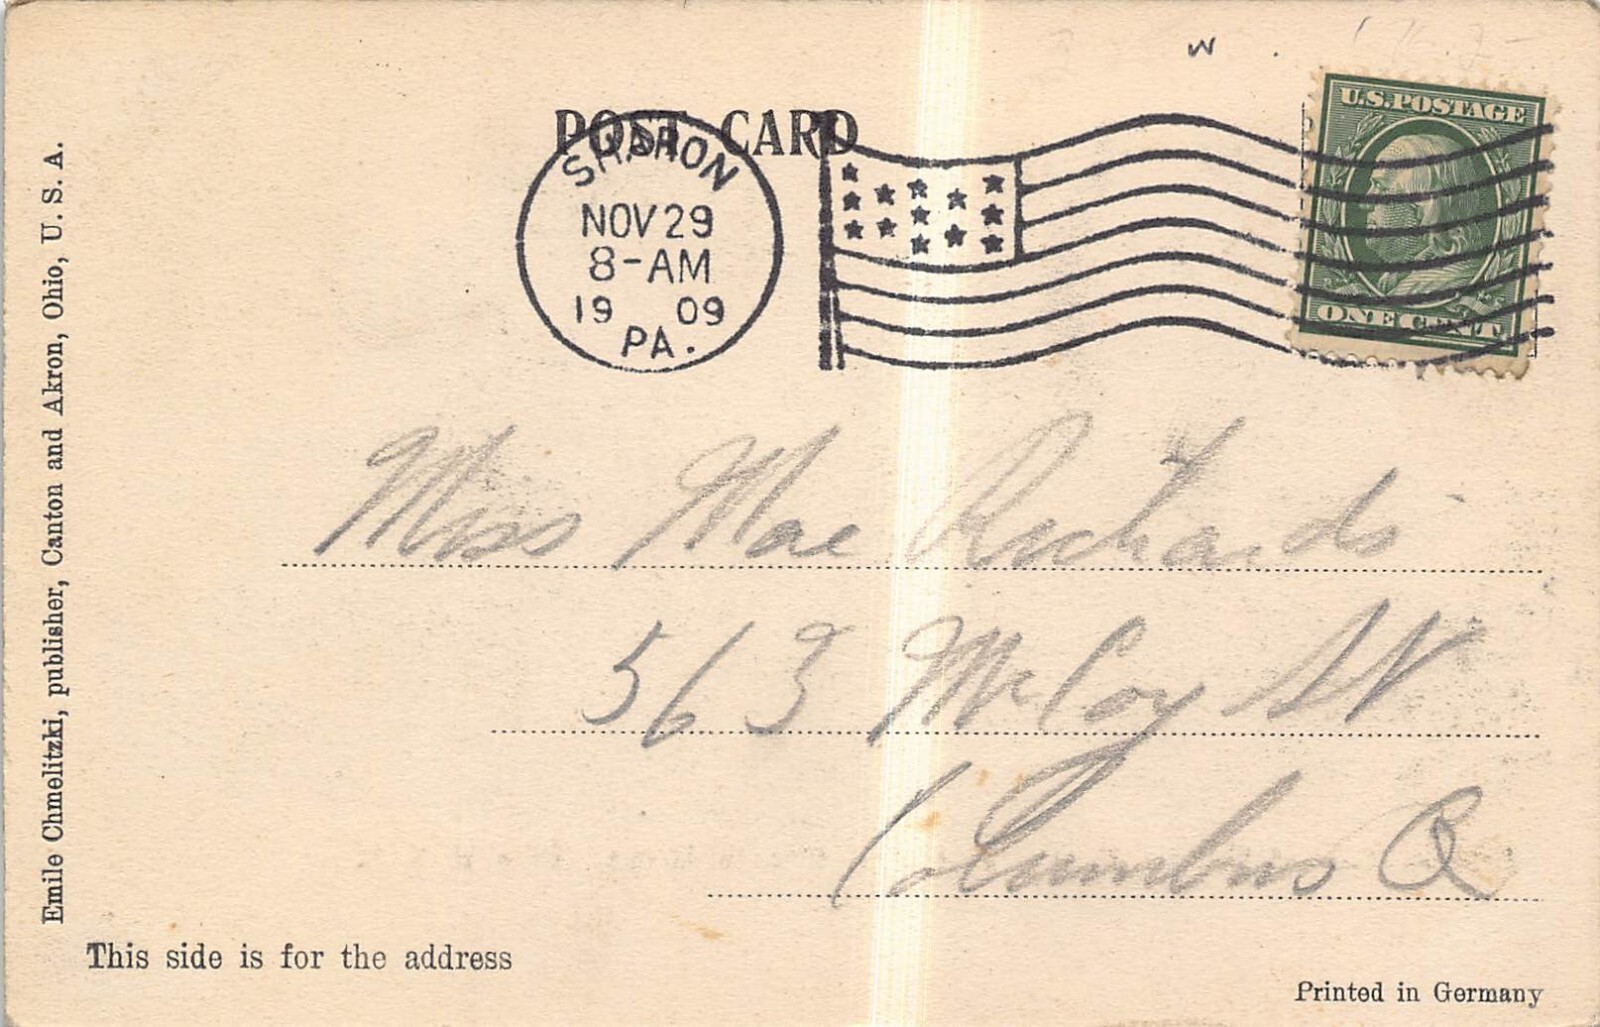 W
POST CARD
SHARON
NOV 29
8-AM
19 09
PA.
U.S.POSTAGE
ONE CENT
Miss Mae Richards
563 McCoy St
Columbus O
Emile Chmelitzki, publisher, Canton and Akron, Ohio, U. S. A.
This side is for the address
Printed in Germany